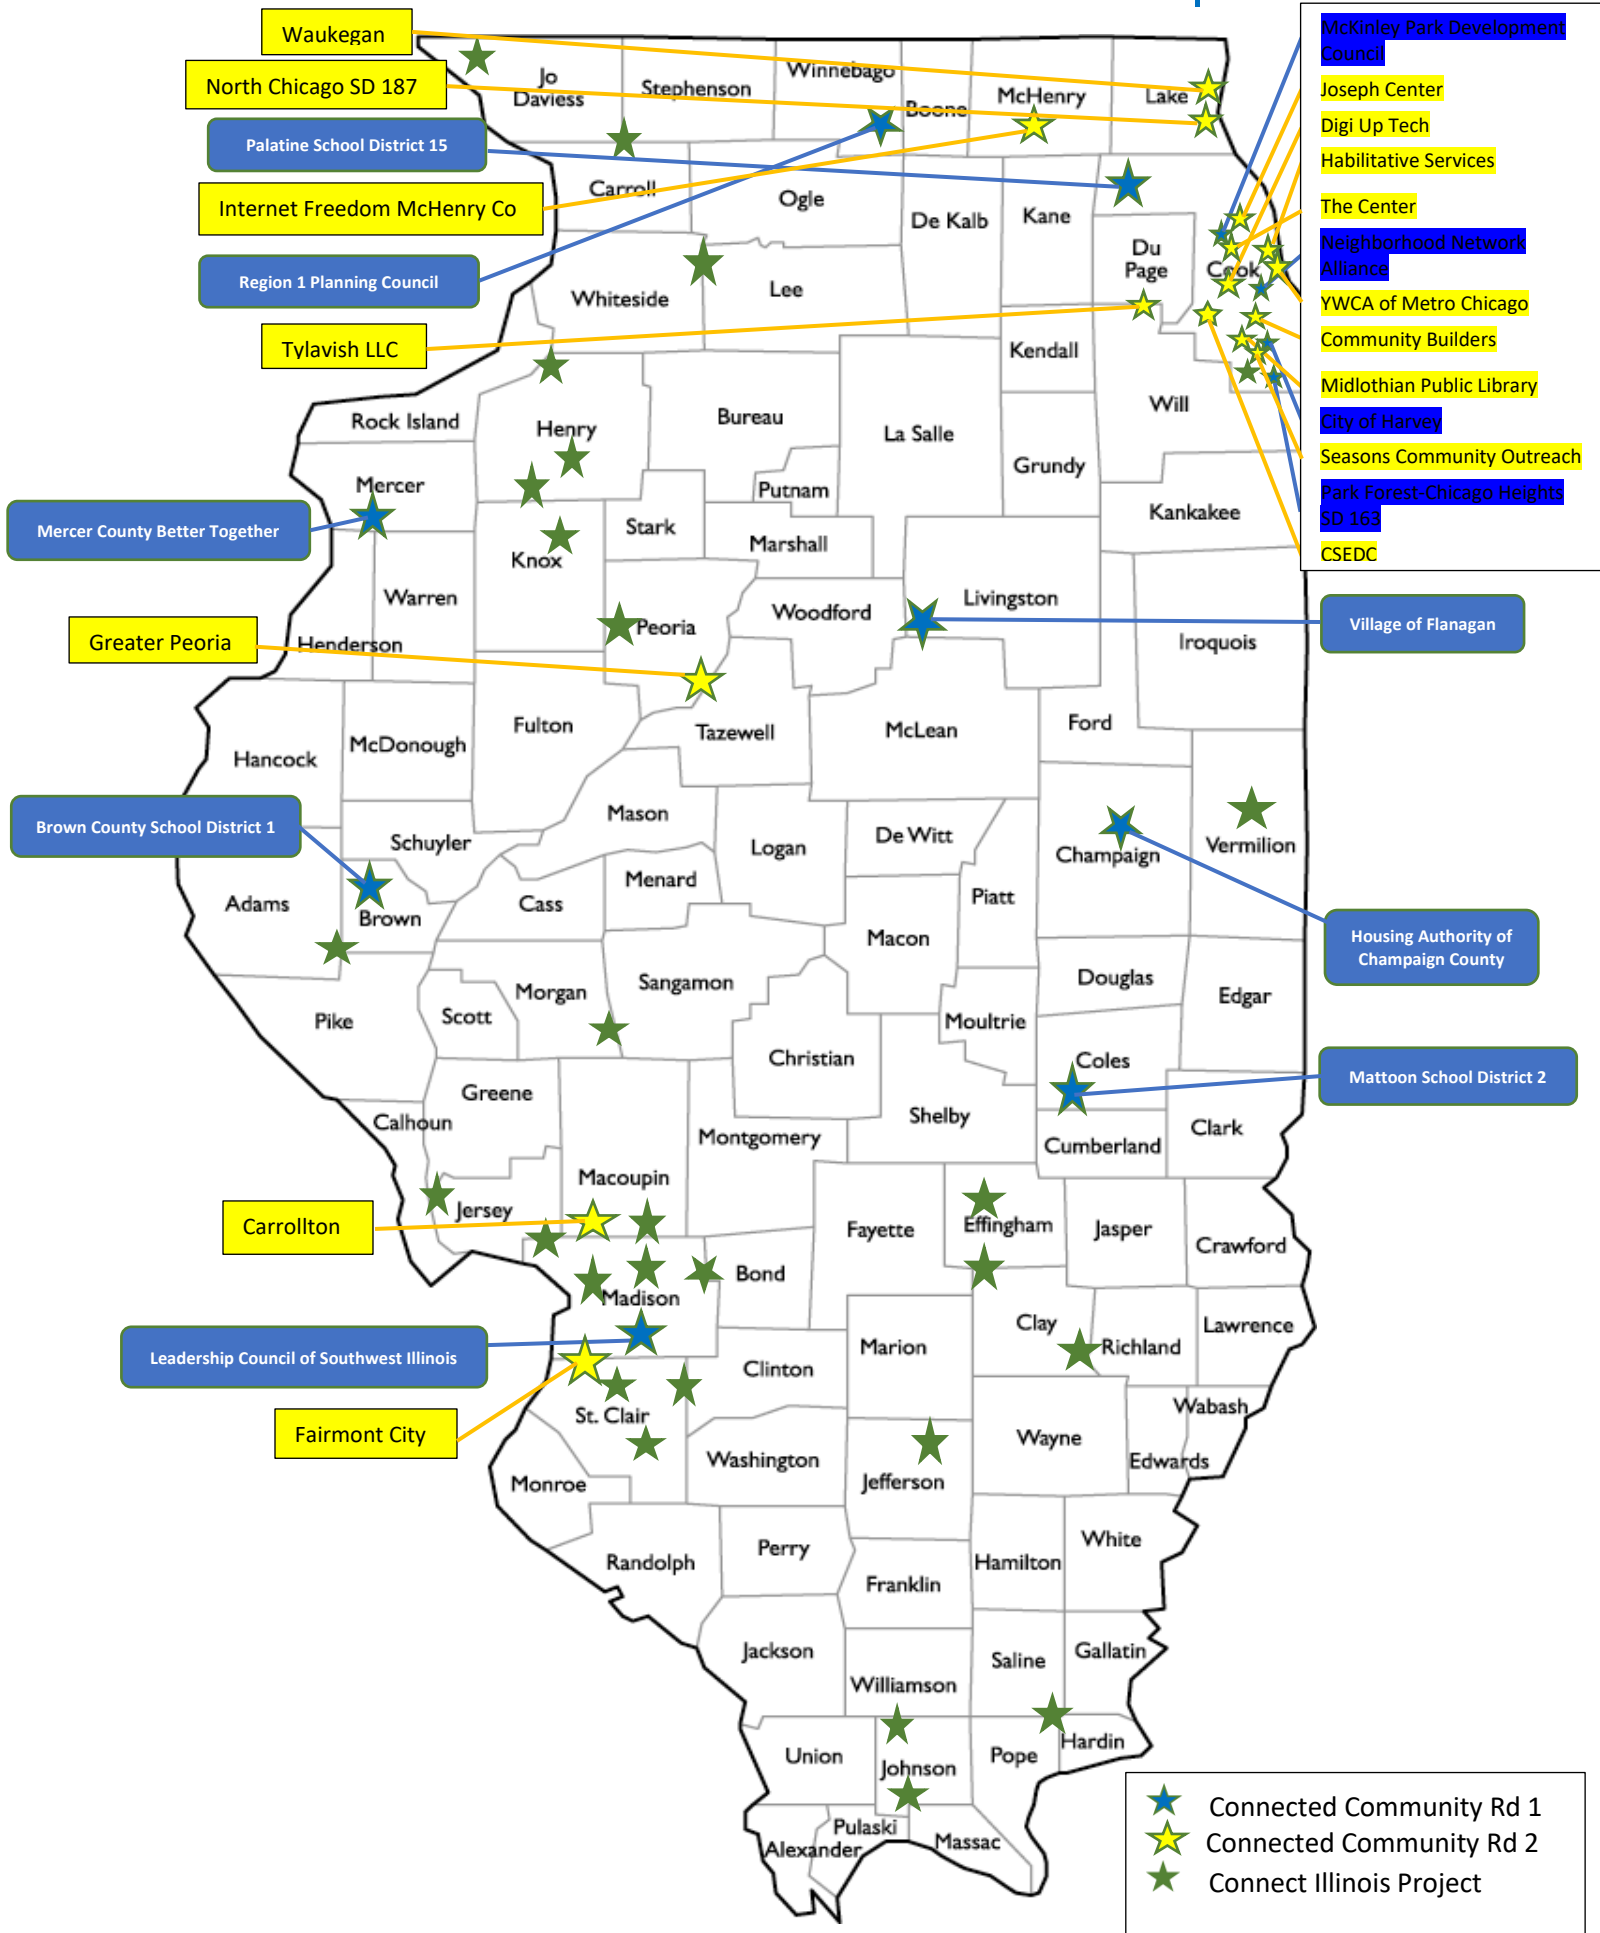 Waukegan
North Chicago SD 187
Palatine School District 15
Internet Freedom McHenry Co
Region 1 Planning Council
Tylavish LLC
Mercer County Better Together
Greater Peoria
Brown County School District 1
Carrollton
Leadership Council of Southwest Illinois
Fairmont City
McKinley Park Development
Council
Joseph Center
Digi Up Tech
Habilitative Services
The Center
Neighborhood Network
Alliance
YWCA of Metro Chicago
Community Builders
Midlothian Public Library
City of Harvey
Seasons Community Outreach
Park Forest-Chicago Heights
SD 163
CSEDC
Village of Flanagan
Housing Authority of
Champaign County
Mattoon School District 2
Jo
Daviess
Stephenson
Winnebago
Boone
McHenry
Lake
Carroll
Ogle
De Kalb
Kane
Du
Page
Cook
Whiteside
Lee
Kendall
Will
Rock Island
Henry
Bureau
La Salle
Grundy
Mercer
Putnam
Kankakee
Stark
Knox
Marshall
Warren
Henderson
Peoria
Woodford
Livingston
Iroquois
Hancock
McDonough
Fulton
Tazewell
McLean
Ford
Mason
Schuyler
Logan
De Witt
Champaign
Vermilion
Adams
Brown
Cass
Menard
Piatt
Macon
Pike
Scott
Morgan
Sangamon
Douglas
Edgar
Moultrie
Christian
Coles
Greene
Calhoun
Shelby
Clark
Cumberland
Montgomery
Macoupin
Jersey
Fayette
Effingham
Jasper
Crawford
Bond
Madison
Clay
Richland
Lawrence
Marion
Clinton
St. Clair
Wabash
Wayne
Edwards
Washington
Jefferson
Monroe
Randolph
Perry
White
Hamilton
Franklin
Jackson
Saline
Gallatin
Williamson
Union
Johnson
Pope
Hardin
Pulaski
Alexander
Massac
Connected Community Rd 1
Connected Community Rd 2
Connect Illinois Project